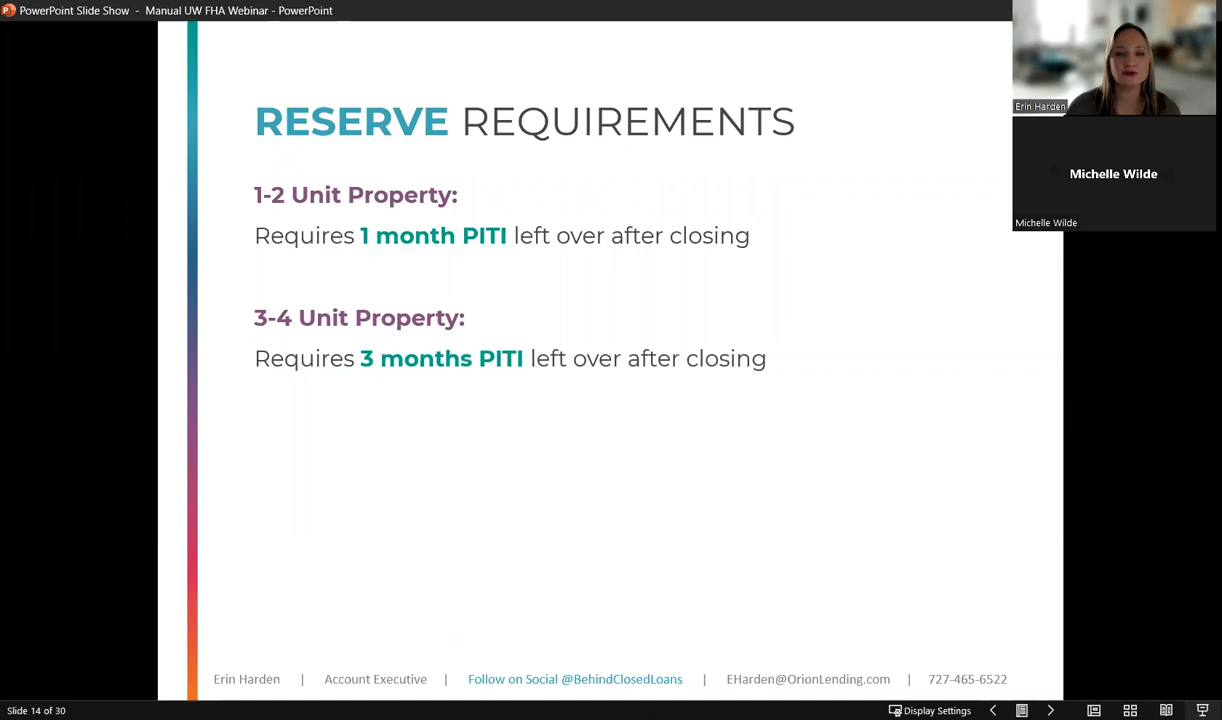 PowerPoint Slide Show - Manual UW FHA Webinar - PowerPoint
RESERVE REQUIREMENTS
1-2 Unit Property:
Requires 1 month PITI left over after closing
3-4 Unit Property:
Requires 3 months PITI left over after closing
Erin Harden
Michelle Wilde
Michelle Wilde
Erin Harden | Account Executive | Follow on Social @BehindClosedLoans | EHarden@OrionLending.com | 727-465-6522
Slide 14 of 30
Display Settings